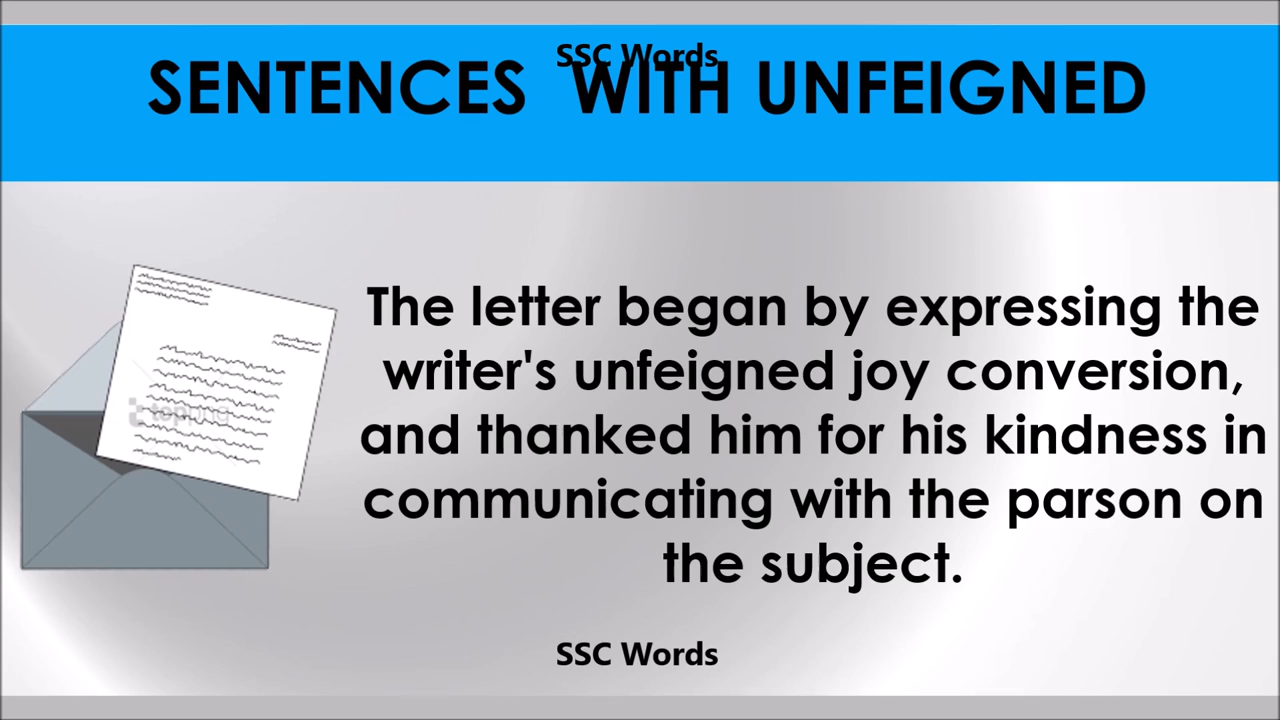 SSC Words
SENTENCES WITH UNFEIGNED
The letter began by expressing the
writer's unfeigned joy conversion,
and thanked him for his kindness in
communicating with the parson on
the subject.
SSC Words